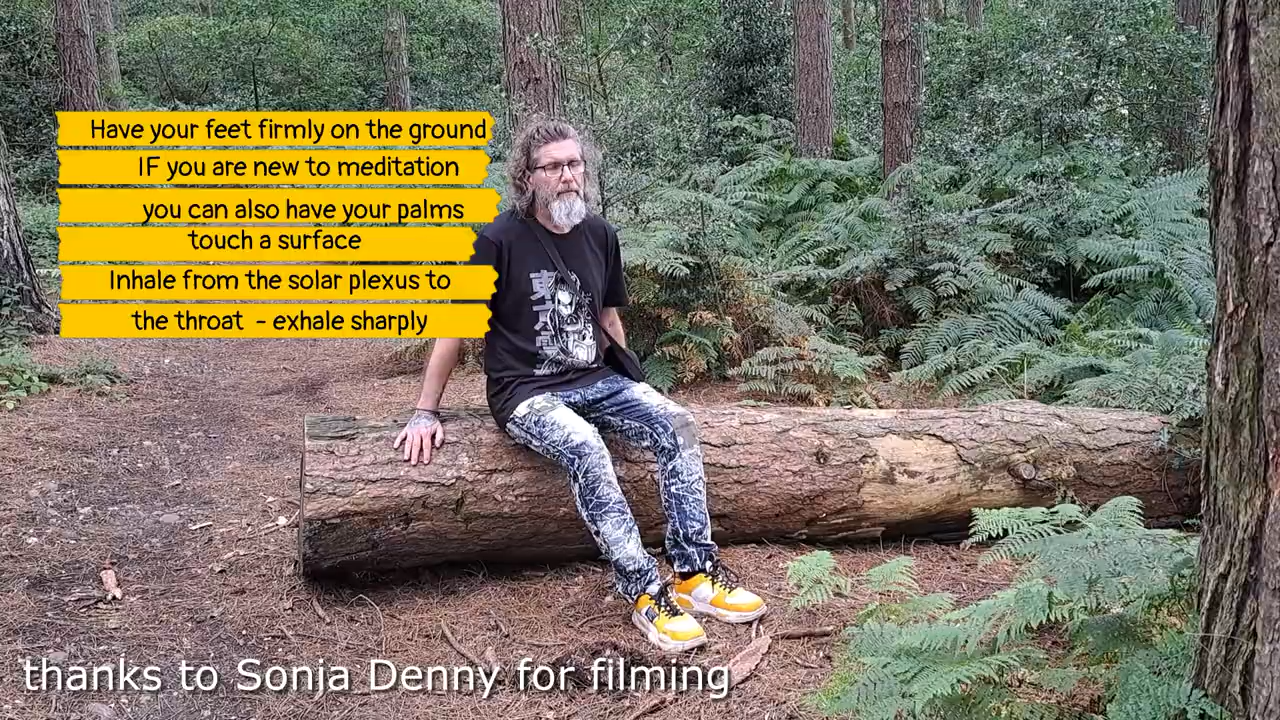 Have your feet firmly on the ground
IF you are new to meditation
you can also have your palms
touch a surface
Inhale from the solar plexus to
the throat - exhale sharply
thanks to Sonja Denny for filming